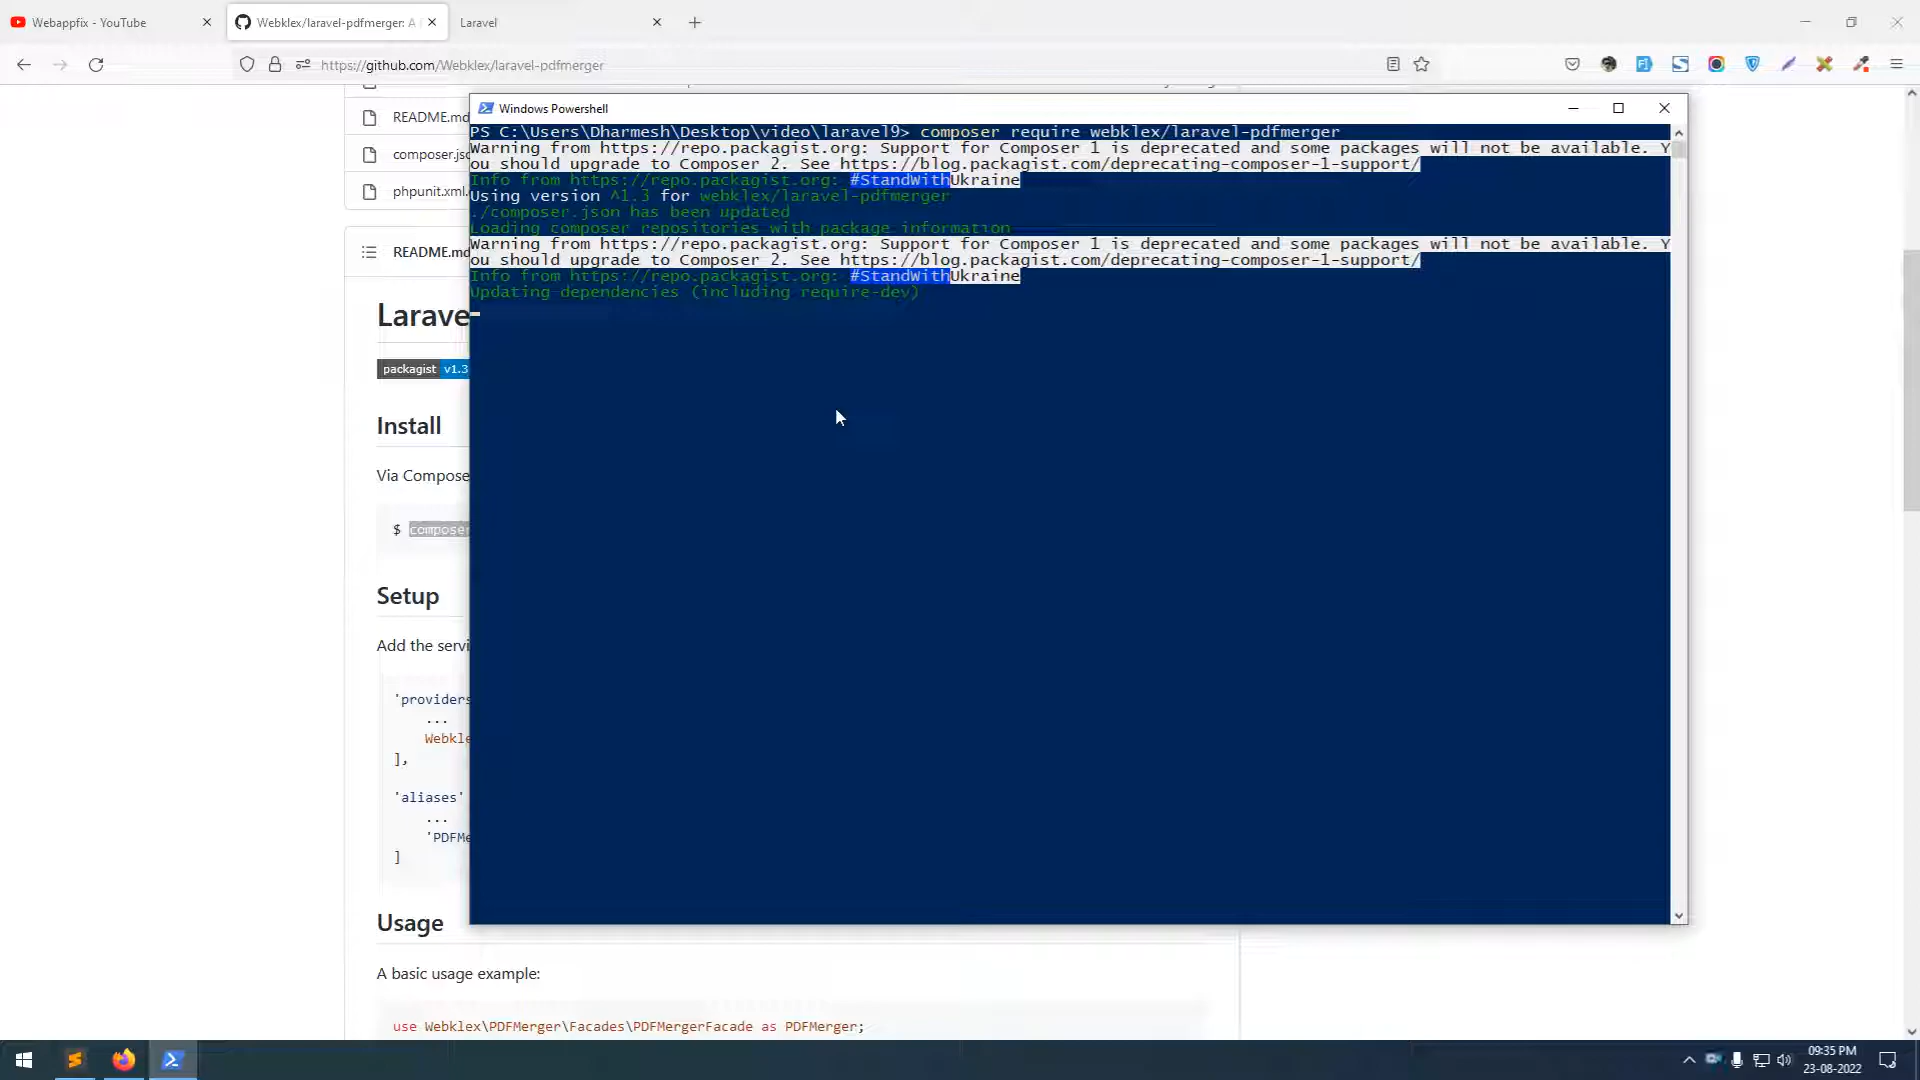 Webappfix - YouTube
Webklex/laravel-pdfmerger: A
Laravel
https://github.com/Webklex/laravel-pdfmerger
README.md
composer.jso
phpunit.xml.
README.md
Windows Powershell
PS C:\Users\Dharmesh\Desktop\video\laravel9> composer require webklex/laravel-pdfmerger
Warning from https://repo.packagist.org: Support for Composer 1 is deprecated and some packages will not be available. Y
ou should upgrade to Composer 2. See https://blog.packagist.com/deprecating-composer-1-support/
Info from https://repo.packagist.org: #StandWithUkraine
Using version ^1.3 for webklex/laravel-pdfmerger
./composer.json has been updated
Loading composer repositories with package information
Warning from https://repo.packagist.org: Support for Composer 1 is deprecated and some packages will not be available. Y
ou should upgrade to Composer 2. See https://blog.packagist.com/deprecating-composer-1-support/
Info from https://repo.packagist.org: #StandWithUkraine
Updating dependencies (including require-dev)
Larave
packagist v1.3
Install
Via Compose
$ composer
Setup
Add the servi
'providers
...
Webkle
],
'aliases'
...
'PDFMe
]
Usage
A basic usage example:
use Webklex\PDFMerger\Facades\PDFMergerFacade as PDFMerger;
09:35 PM
23-08-2022